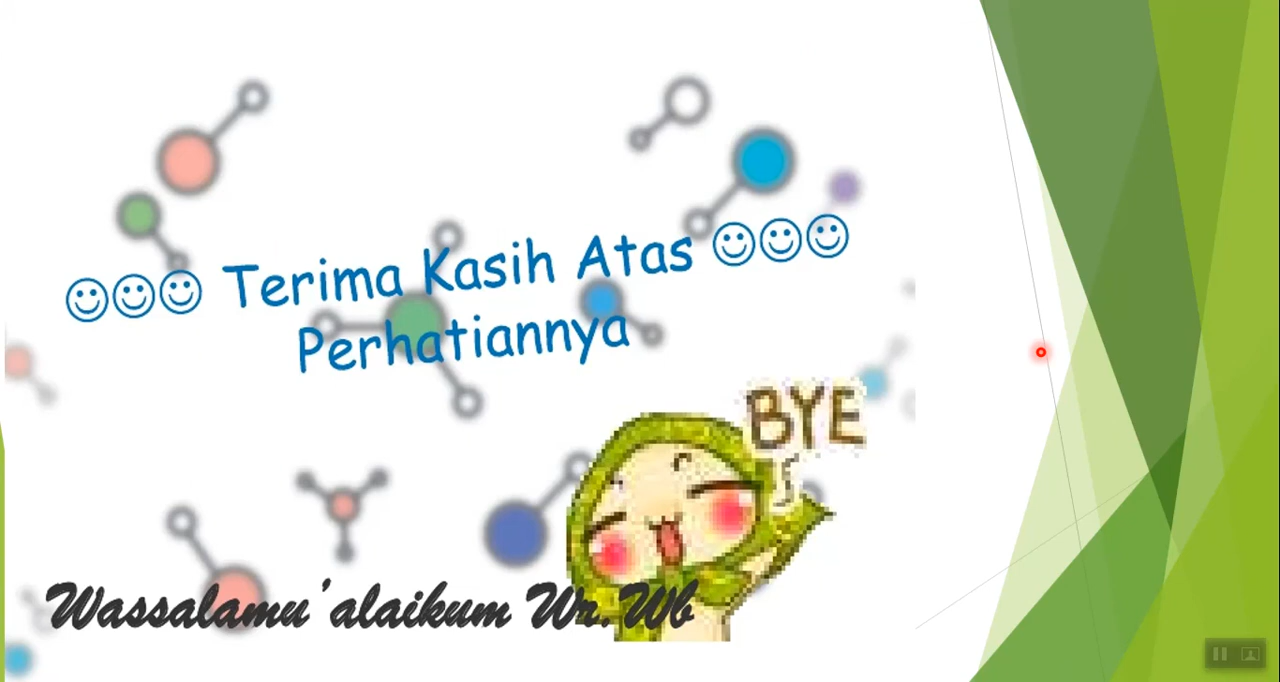 ☺☺☺ Terima Kasih Atas ☺☺☺
Perhatiannya
BYE
Wassalamu'alaikum Wr.Wb